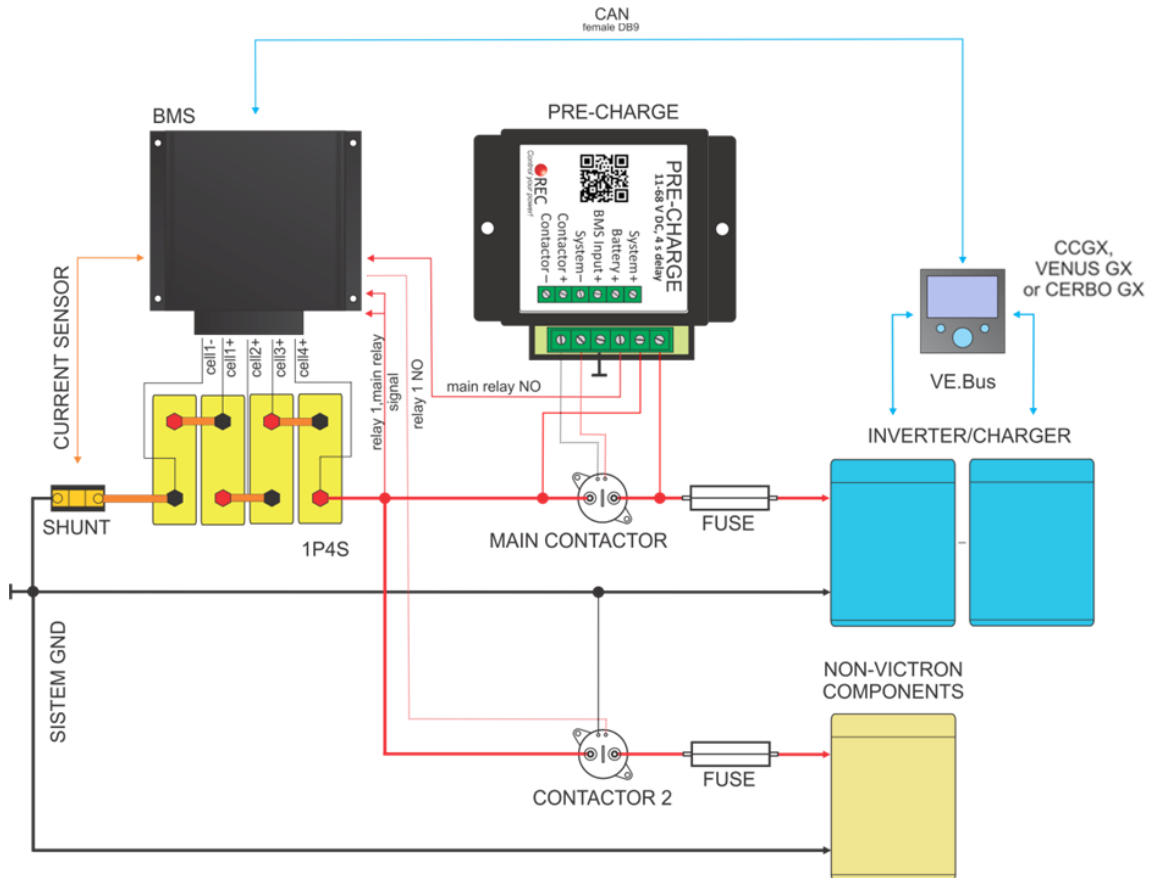 CAN
female DB9
BMS
PRE-CHARGE
REC
Control your power!
PRE-CHARGE
11-68 V DC, 4 s delay
System+
Battery+
BMS Input+
System−
Contactor+
Contactor−
CURRENT SENSOR
cell1-
cell1+
cell2+
cell3+
cell4+
relay 1,main relay
signal
relay 1 NO
main relay NO
CCGX,
VENUS GX
or CERBO GX
VE.Bus
INVERTER/CHARGER
SHUNT
1P4S
MAIN CONTACTOR
FUSE
SISTEM GND
NON-VICTRON
COMPONENTS
CONTACTOR 2
FUSE